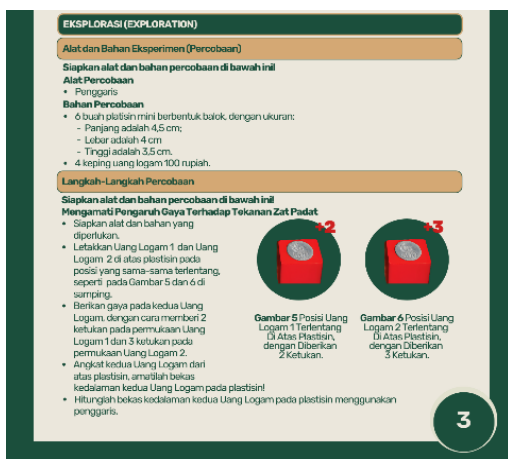 EKSPLORASI (EXPLORATION)
Alat dan Bahan Eksperimen (Percobaan)
Siapkan alat dan bahan percobaan di bawah ini!
Alat Percobaan
• Penggaris
Bahan Percobaan
• 6 buah platisin mini berbentuk balok, dengan ukuran:
- Panjang adalah 4,5 cm;
- Lebar adalah 4 cm
- Tinggi adalah 3,5 cm.
• 4 keping uang logam 100 rupiah.
Langkah-Langkah Percobaan
Siapkan alat dan bahan percobaan di bawah ini!
Mengamati Pengaruh Gaya Terhadap Tekanan Zat Padat
• Siapkan alat dan bahan yang
diperlukan.
• Letakkan Uang Logam 1 dan Uang
Logam 2 di atas plastisin pada
posisi yang sama-sama terlentang,
seperti pada Gambar 5 dan 6 di
samping.
• Berikan gaya pada kedua Uang
Logam, dengan cara memberi 2
ketukan pada permukaan Uang
Logam 1 dan 3 ketukan pada
permukaan Uang Logam 2.
• Angkat kedua Uang Logam dari
atas plastisin, amatilah bekas
kedalaman kedua Uang Logam pada plastisin!
• Hitunglah bekas kedalaman kedua Uang Logam pada plastisin menggunakan
penggaris.
+2
Gambar 5 Posisi Uang
Logam 1 Terlentang
Di Atas Plastisin,
dengan Diberikan
2 Ketukan.
+3
Gambar 6 Posisi Uang
Logam 2 Terlentang
Di Atas Plastisin,
dengan Diberikan
3 Ketukan.
3